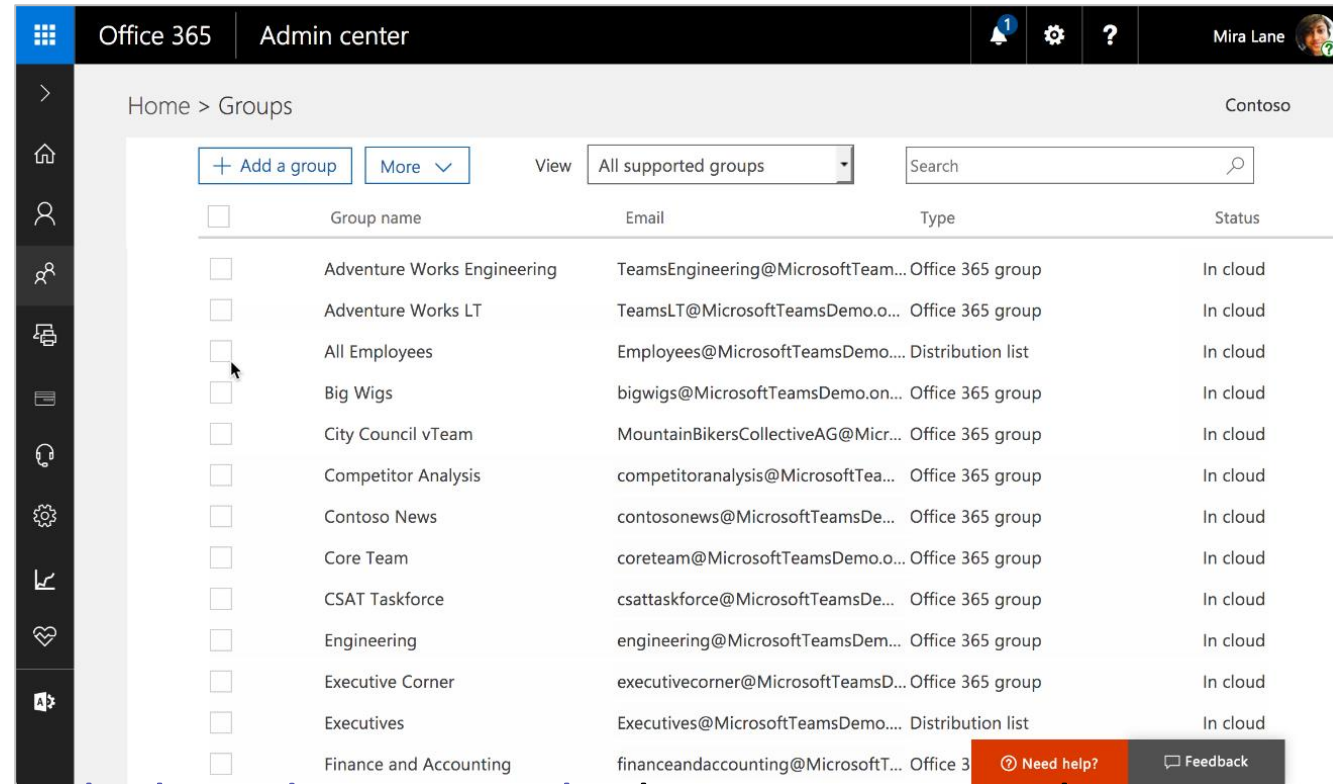 Office 365 Admin center 1 ? Mira Lane
Home > Groups Contoso
+ Add a group More View All supported groups Search
Group name Email Type Status
Adventure Works Engineering TeamsEngineering@MicrosoftTeam... Office 365 group In cloud
Adventure Works LT TeamsLT@MicrosoftTeamsDemo.o... Office 365 group In cloud
All Employees Employees@MicrosoftTeamsDemo.... Distribution list In cloud
Big Wigs bigwigs@MicrosoftTeamsDemo.on... Office 365 group In cloud
City Council vTeam MountainBikersCollectiveAG@Micr... Office 365 group In cloud
Competitor Analysis competitoranalysis@MicrosoftTea... Office 365 group In cloud
Contoso News contosonews@MicrosoftTeamsDe... Office 365 group In cloud
Core Team coreteam@MicrosoftTeamsDemo.o... Office 365 group In cloud
CSAT Taskforce csattaskforce@MicrosoftTeamsDe... Office 365 group In cloud
Engineering engineering@MicrosoftTeamsDem... Office 365 group In cloud
Executive Corner executivecorner@MicrosoftTeamsD... Office 365 group In cloud
Executives Executives@MicrosoftTeamsDemo.... Distribution list In cloud
Finance and Accounting financeandaccounting@MicrosoftT... Office 3 Need help? Feedback